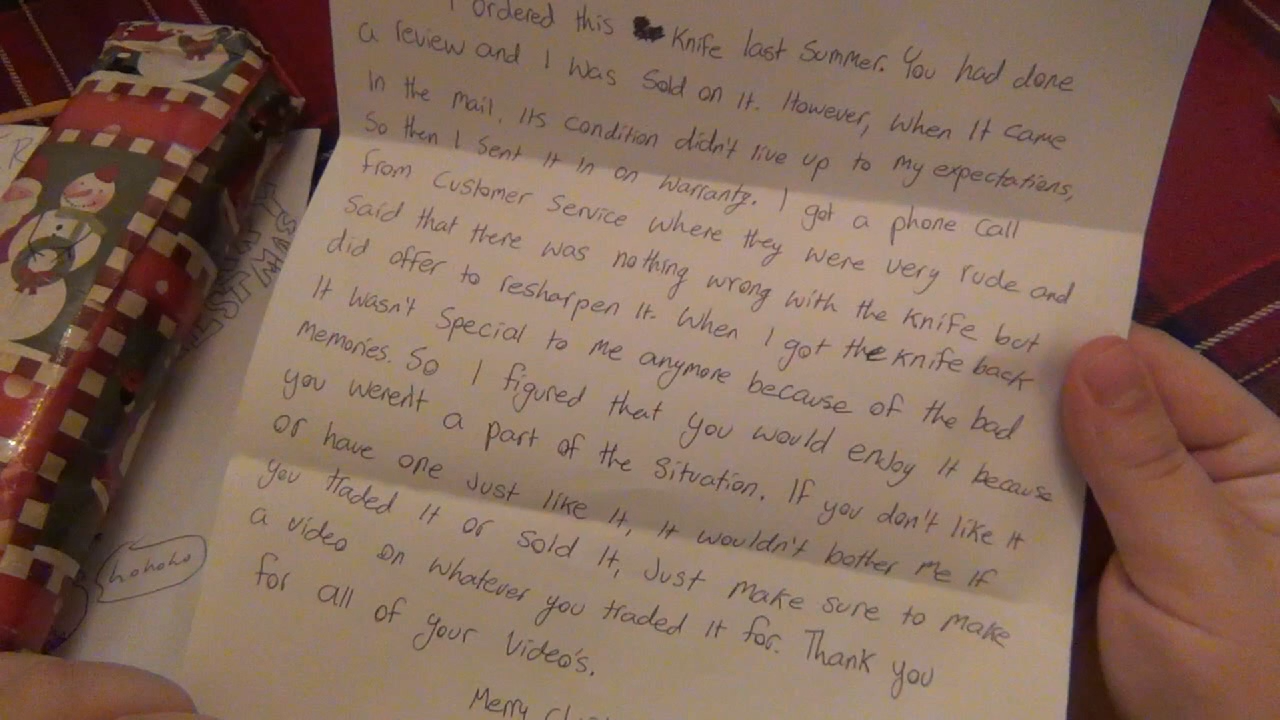 I ordered this Knife last summer. You had done
a review and I was sold on it. However, when it came
In the mail, its condition didn't live up to my expectations,
So then I sent it in on warranty. I got a phone call
from customer service where they were very rude and
said that there was nothing wrong with the knife but
did offer to resharpen it. When I got the knife back
It wasn't special to me anymore because of the bad
memories. So I figured that you would enjoy it because
you weren't a part of the situation. If you don't like it
or have one just like it, it wouldn't bother me if
you traded it or sold it, just make sure to make
a video on whatever you traded it for. Thank you
for all of your video's.
Merry
hohoho